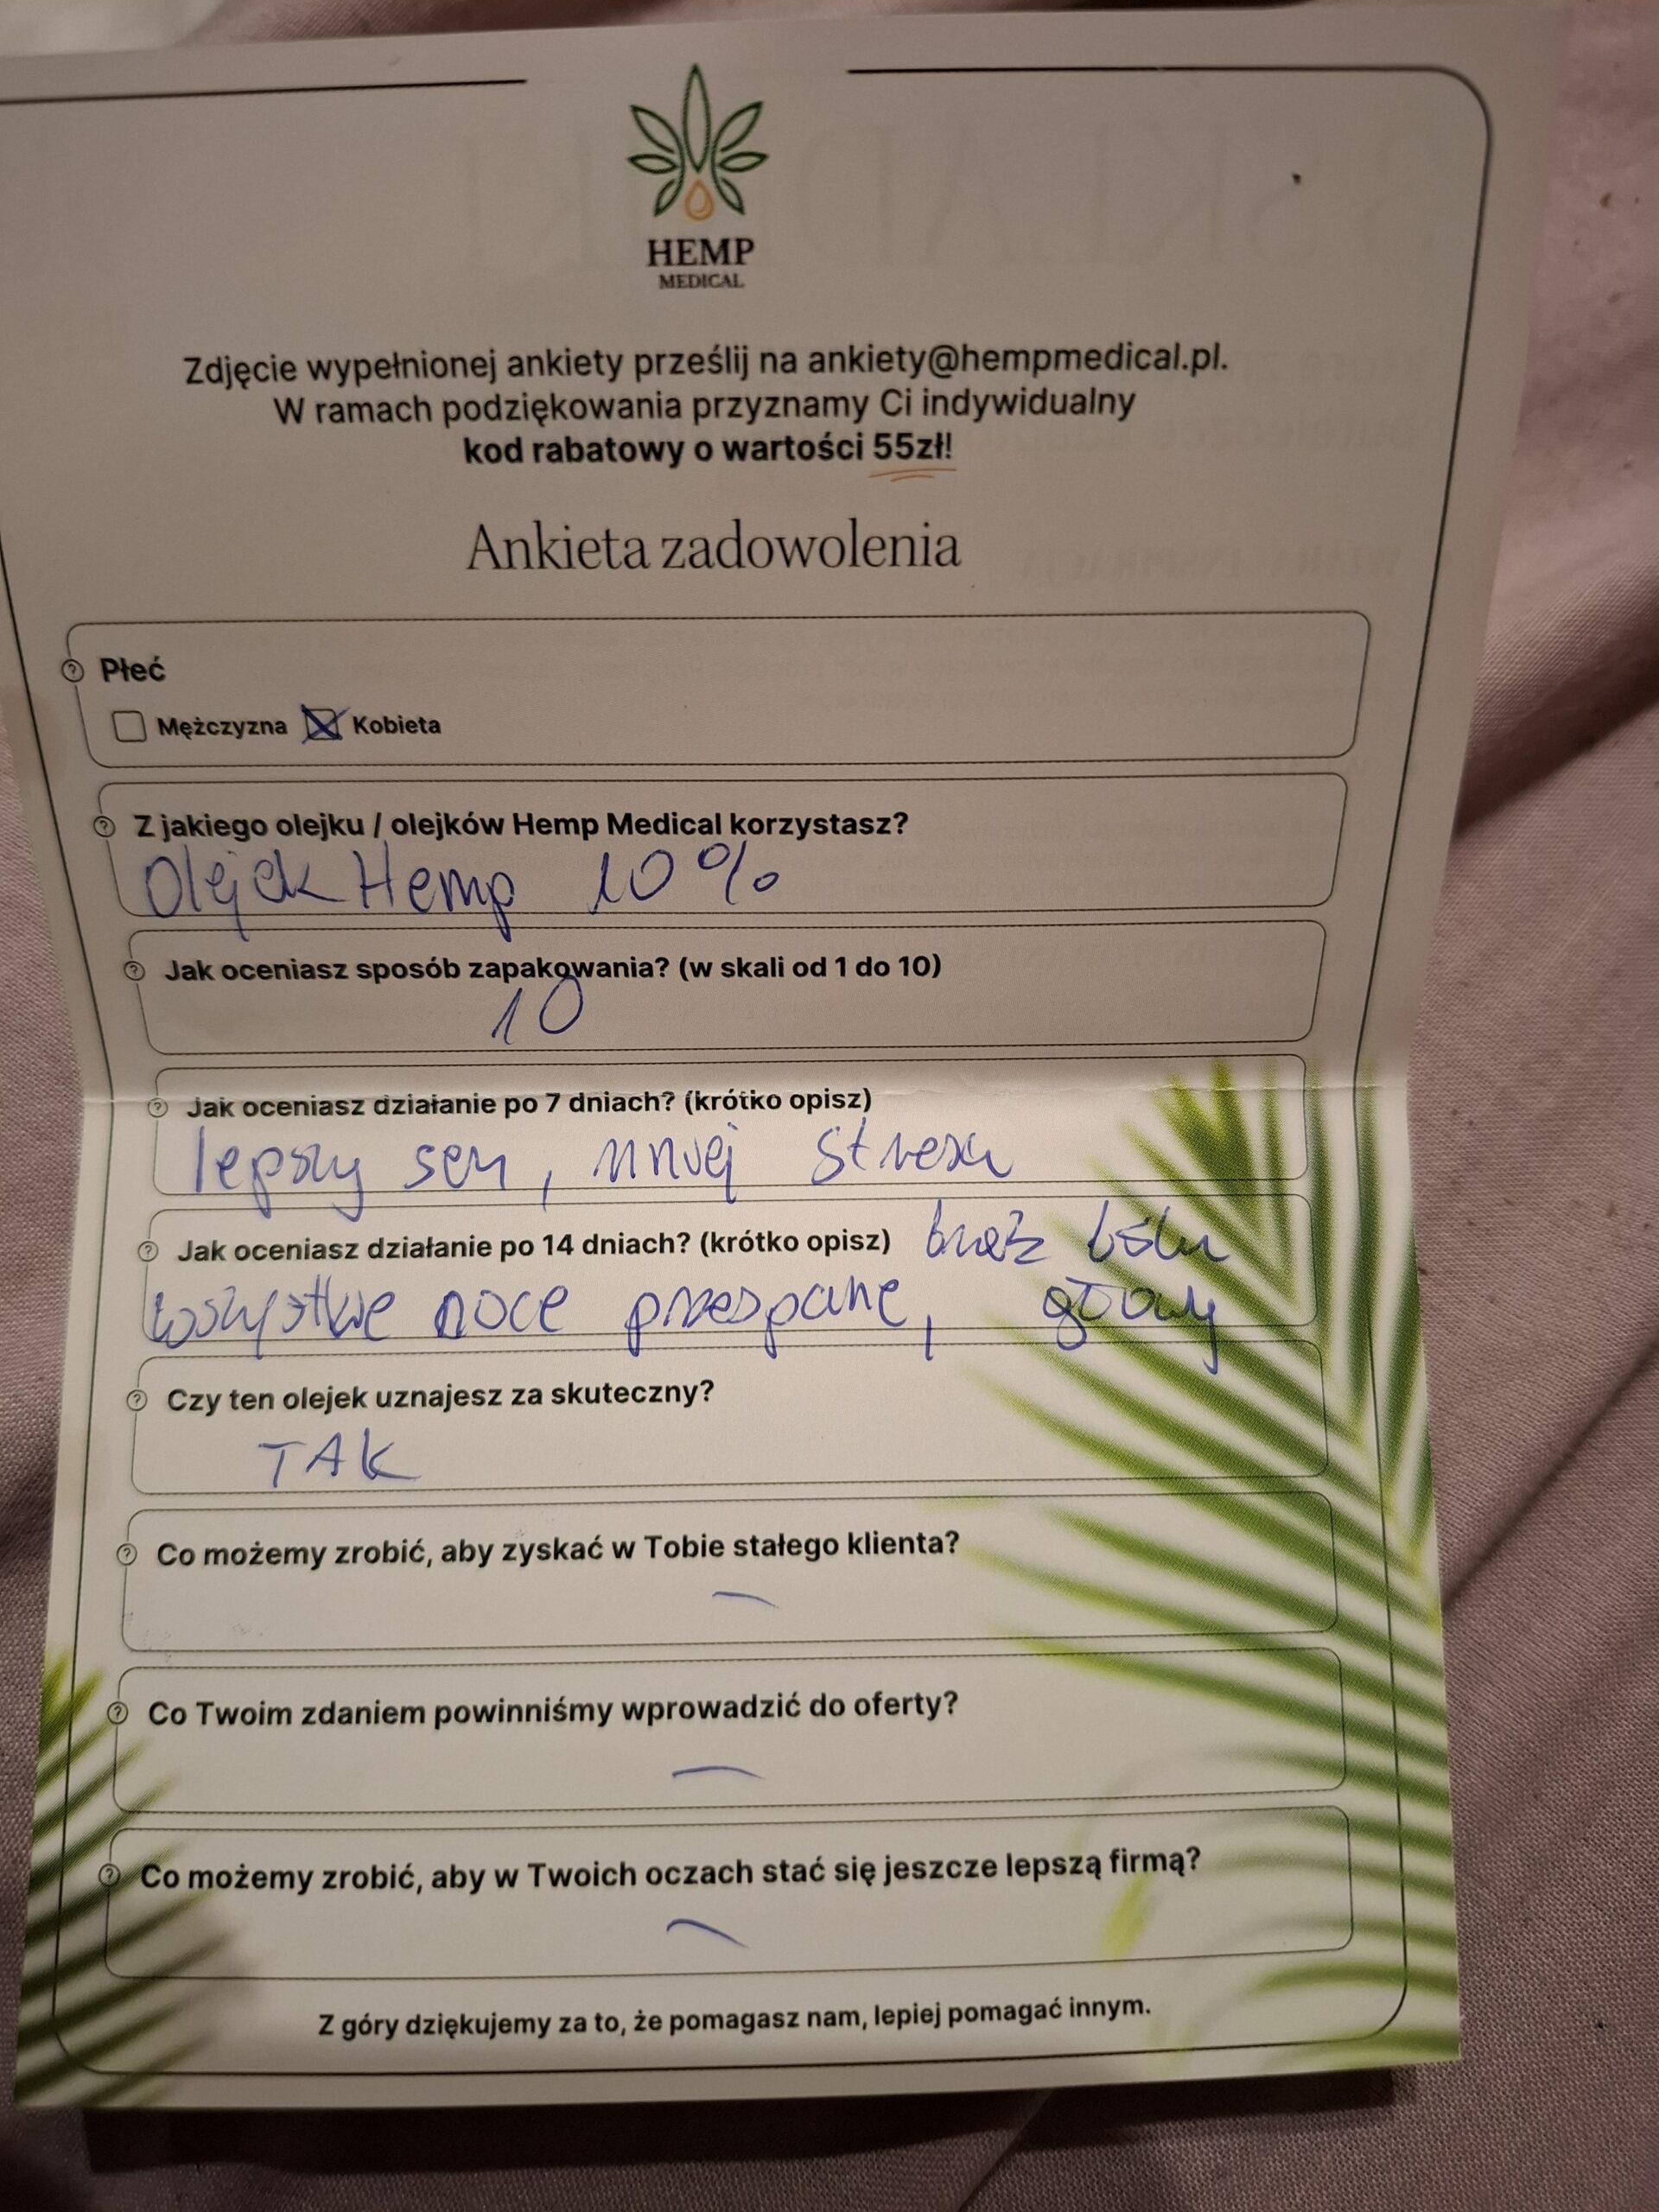 HEMP
MEDICAL
Zdjęcie wypełnionej ankiety prześlij na ankiety@hempmedical.pl.
W ramach podziękowania przyznamy Ci indywidualny
kod rabatowy o wartości 55zł!
Ankieta zadowolenia
Płeć
Mężczyzna Kobieta
Z jakiego olejku / olejków Hemp Medical korzystasz?
Olejek Hemp 10%
Jak oceniasz sposób zapakowania? (w skali od 1 do 10)
10
Jak oceniasz działanie po 7 dniach? (krótko opisz)
lepszy sen, mniej stresu
Jak oceniasz działanie po 14 dniach? (krótko opisz) brak bólu
wszystkie noce przespane, głowy
Czy ten olejek uznajesz za skuteczny?
TAK
Co możemy zrobić, aby zyskać w Tobie stałego klienta?
–
Co Twoim zdaniem powinniśmy wprowadzić do oferty?
–
Co możemy zrobić, aby w Twoich oczach stać się jeszcze lepszą firmą?
–
Z góry dziękujemy za to, że pomagasz nam, lepiej pomagać innym.